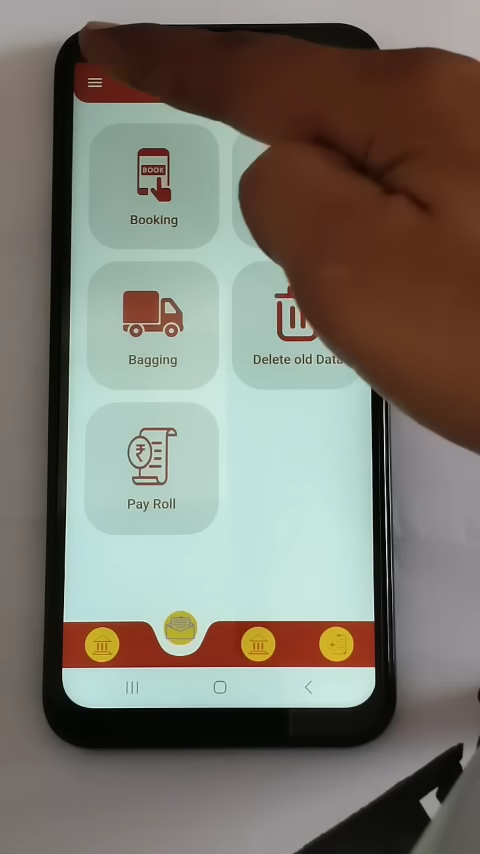 BOOK
Booking
Bagging
Delete old Data
Pay Roll
₹